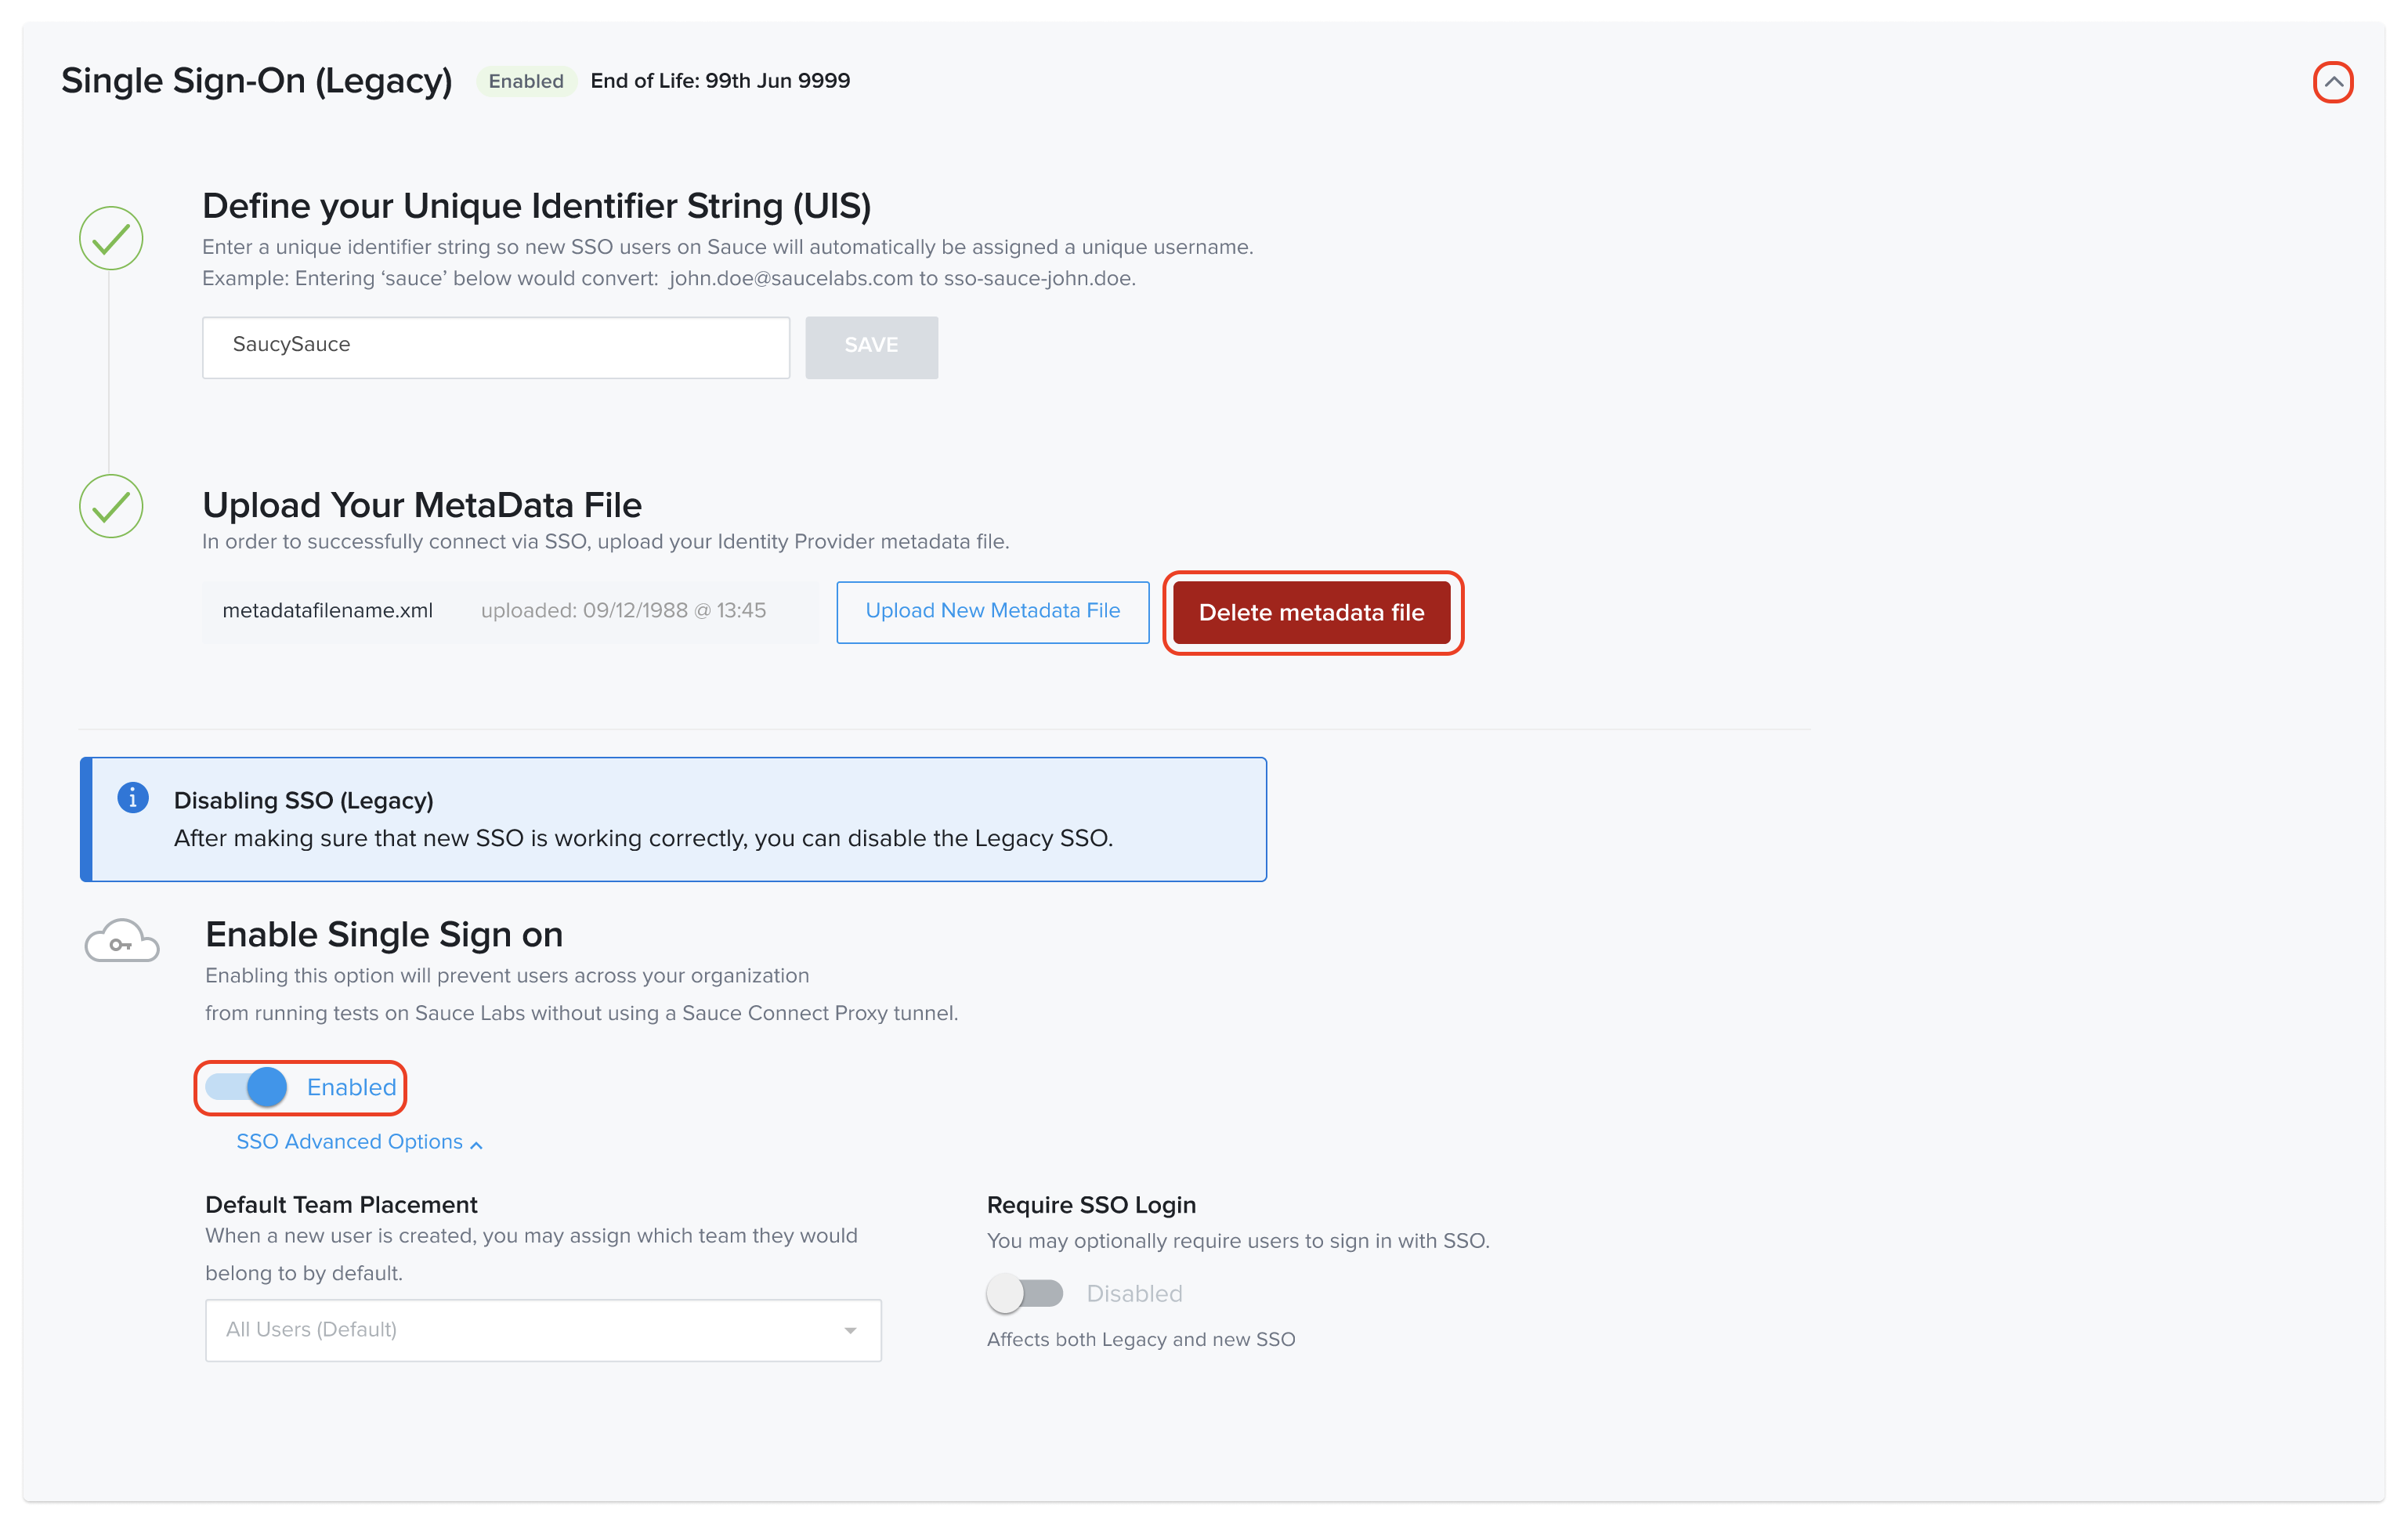 Single Sign-On (Legacy) Enabled End of Life: 99th Jun 9999
Define your Unique Identifier String (UIS)
Enter a unique identifier string so new SSO users on Sauce will automatically be assigned a unique username.
Example: Entering ‘sauce’ below would convert: john.doe@saucelabs.com to sso-sauce-john.doe.
SaucySauce SAVE
Upload Your MetaData File
In order to successfully connect via SSO, upload your Identity Provider metadata file.
metadatafilename.xml uploaded: 09/12/1988 @ 13:45 Upload New Metadata File Delete metadata file
Disabling SSO (Legacy)
After making sure that new SSO is working correctly, you can disable the Legacy SSO.
Enable Single Sign on
Enabling this option will prevent users across your organization
from running tests on Sauce Labs without using a Sauce Connect Proxy tunnel.
Enabled
SSO Advanced Options
Default Team Placement
When a new user is created, you may assign which team they would
belong to by default.
All Users (Default)
Require SSO Login
You may optionally require users to sign in with SSO.
Disabled
Affects both Legacy and new SSO